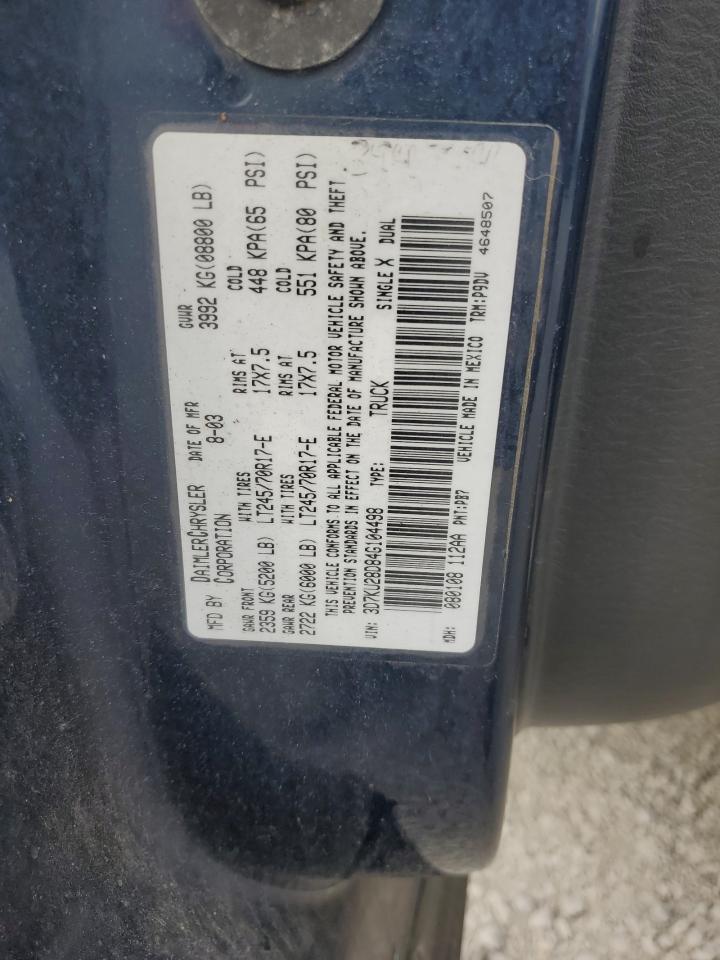 MFD BY DAIMLERCHRYSLER CORPORATION DATE OF MFR 8-03 GVWR 3992 KG(08800 LB)
GAWR FRONT WITH TIRES RIMS AT COLD
2359 KG(5200 LB) LT245/70R17-E 17X7.5 448 KPA(65 PSI)
GAWR REAR WITH TIRES RIMS AT COLD
2722 KG(6000 LB) LT245/70R17-E 17X7.5 551 KPA(80 PSI)
THIS VEHICLE CONFORMS TO ALL APPLICABLE FEDERAL MOTOR VEHICLE SAFETY AND THEFT
PREVENTION STANDARDS IN EFFECT ON THE DATE OF MANUFACTURE SHOWN ABOVE.
VIN: 3D7KU28D84G104498 TYPE: TRUCK SINGLE X DUAL
MDH: 080108 112AA PNT:PB7 VEHICLE MADE IN MEXICO TRM:P9DV 4648507